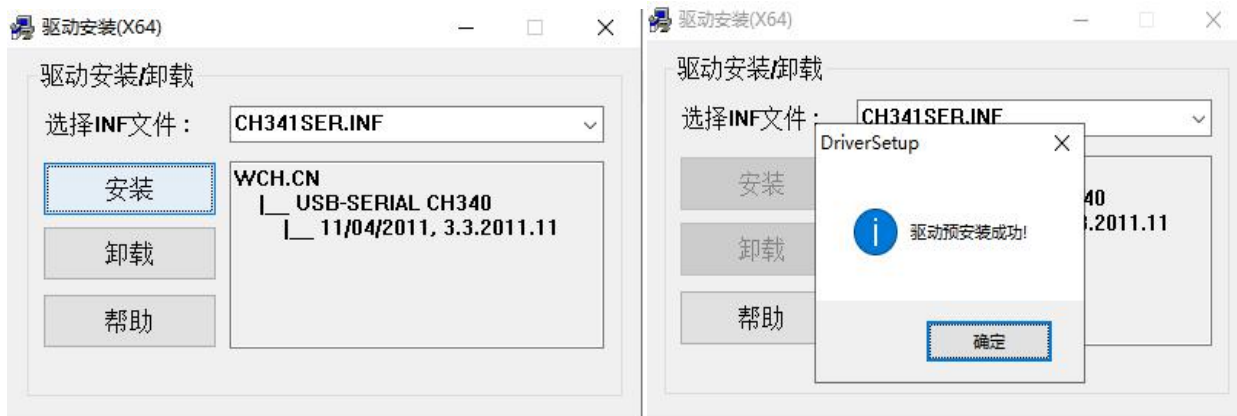 驱动安装(X64)
驱动安装/卸载
选择INF文件：
CH341SER.INF
安装
卸载
帮助
WCH.CN
|__ USB-SERIAL CH340
|__ 11/04/2011, 3.3.2011.11
驱动安装(X64)
驱动安装/卸载
选择INF文件：
CH341SER.INF
安装
卸载
帮助
40
.2011.11
DriverSetup
驱动预安装成功!
确定